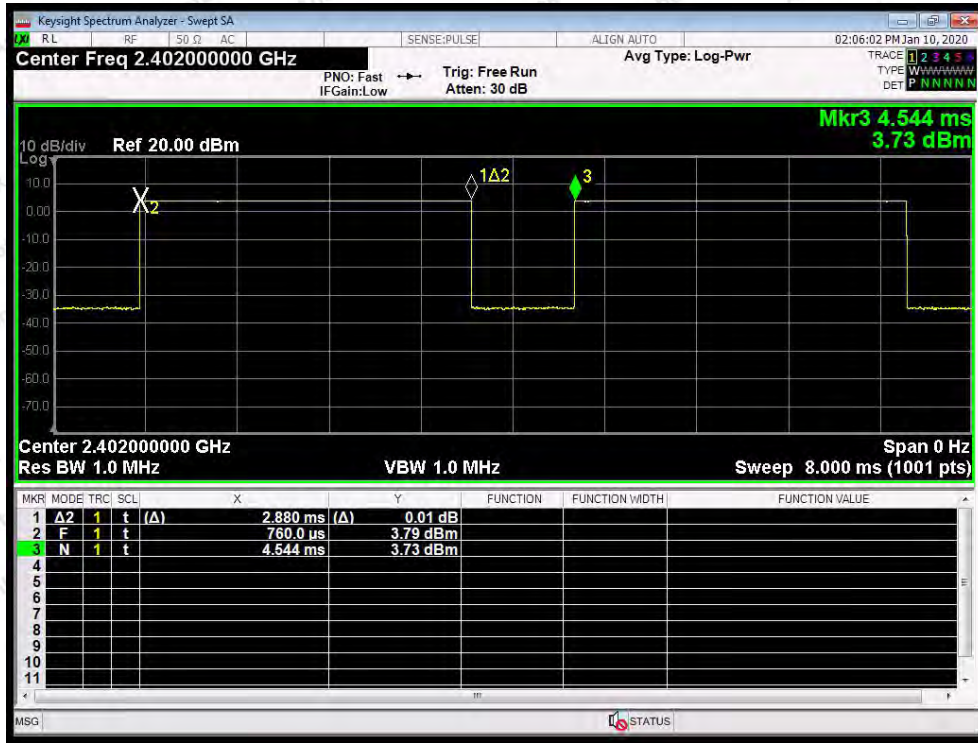 Keysight Spectrum Analyzer - Swept SA
LXI RL RF 50 Ω AC SENSE:PULSE ALIGN AUTO 02:06:02 PM Jan 10, 2020
Center Freq 2.402000000 GHz Avg Type: Log-Pwr TRACE 1 2 3 4 5 6
PNO: Fast Trig: Free Run TYPE WWWWWW
IFGain:Low Atten: 30 dB DET P N N N N N
Mkr3 4.544 ms
10 dB/div Ref 20.00 dBm 3.73 dBm
Log
10.0
0.00
-10.0
-20.0
-30.0
-40.0
-50.0
-60.0
-70.0
X2
1Δ2
3
Center 2.402000000 GHz Span 0 Hz
Res BW 1.0 MHz VBW 1.0 MHz Sweep 8.000 ms (1001 pts)
MKR MODE TRC SCL X Y FUNCTION FUNCTION WIDTH FUNCTION VALUE
1 Δ2 1 t (Δ) 2.880 ms (Δ) 0.01 dB
2 F 1 t 760.0 µs 3.79 dBm
3 N 1 t 4.544 ms 3.73 dBm
4
5
6
7
8
9
10
11
MSG STATUS